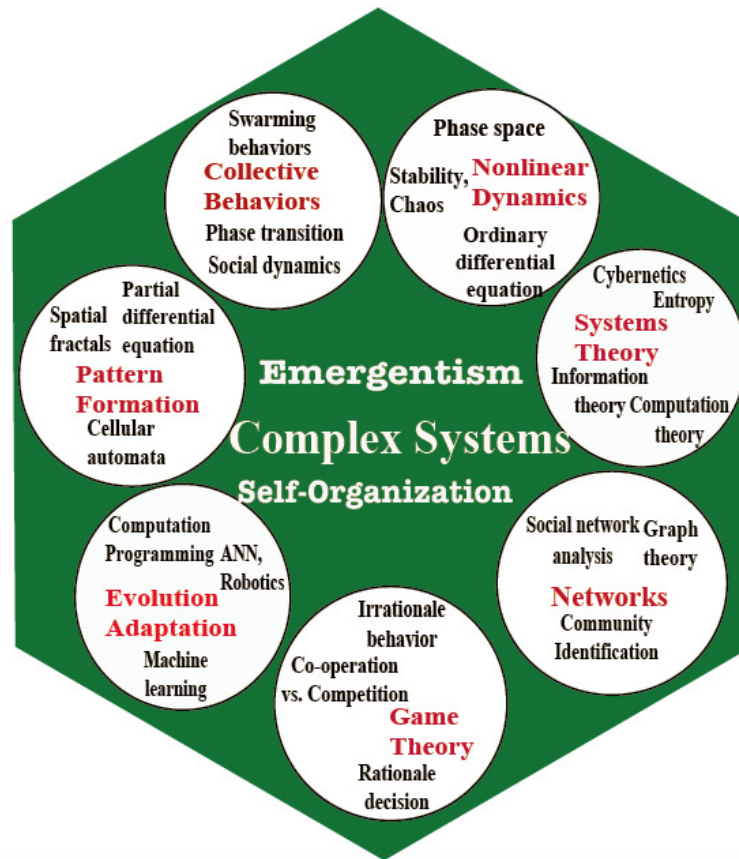 Swarming
behaviors
Collective
Behaviors
Phase transition
Social dynamics
Phase space
Stability,
Chaos
Nonlinear
Dynamics
Ordinary
differential
equation
Cybernetics
Entropy
Systems
Theory
Information
theory
Computation
theory
Spatial
fractals
Partial
differential
equation
Pattern
Formation
Cellular
automata
Emergentism
Complex Systems
Self-Organization
Computation
Programming
ANN,
Robotics
Evolution
Adaptation
Machine
learning
Irrationale
behavior
Co-operation
vs. Competition
Game
Theory
Rationale
decision
Social network
analysis
Graph
theory
Networks
Community
Identification